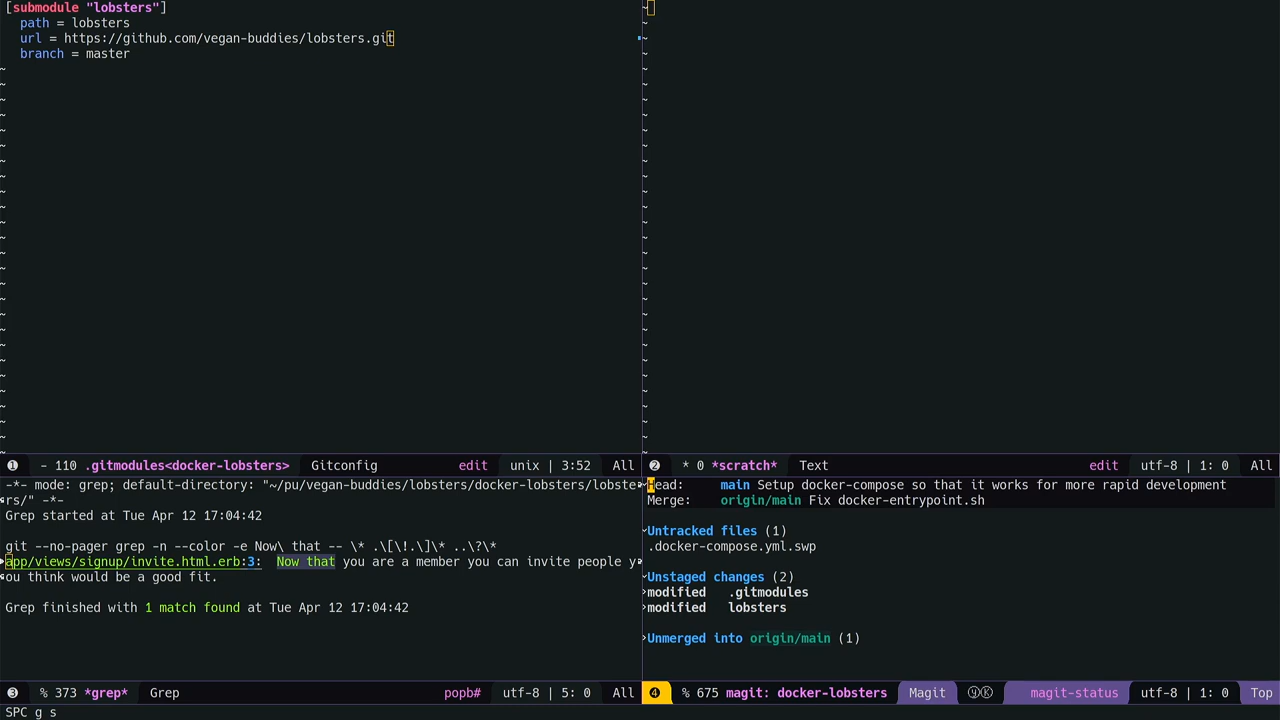 [submodule "lobsters"]
path = lobsters
url = https://github.com/vegan-buddies/lobsters.git
branch = master
❶ - 110 .gitmodules<docker-lobsters> Gitconfig edit unix | 3:52 All
❷ * 0 *scratch* Text edit utf-8 | 1: 0 All
-*- mode: grep; default-directory: "~/pu/vegan-buddies/lobsters/docker-lobsters/lobste
rs/" -*-
Grep started at Tue Apr 12 17:04:42
git --no-pager grep -n --color -e Now\ that -- \* .\[\!.\]\* ..\?\*
app/views/signup/invite.html.erb:3: Now that you are a member you can invite people y
ou think would be a good fit.
Grep finished with 1 match found at Tue Apr 12 17:04:42
❸ % 373 *grep* Grep popb# utf-8 | 5: 0 All
Head: main Setup docker-compose so that it works for more rapid development
Merge: origin/main Fix docker-entrypoint.sh
Untracked files (1)
.docker-compose.yml.swp
Unstaged changes (2)
modified .gitmodules
modified lobsters
Unmerged into origin/main (1)
❹ % 675 magit: docker-lobsters Magit ⓨⓀ magit-status utf-8 | 1: 0 Top
SPC g s